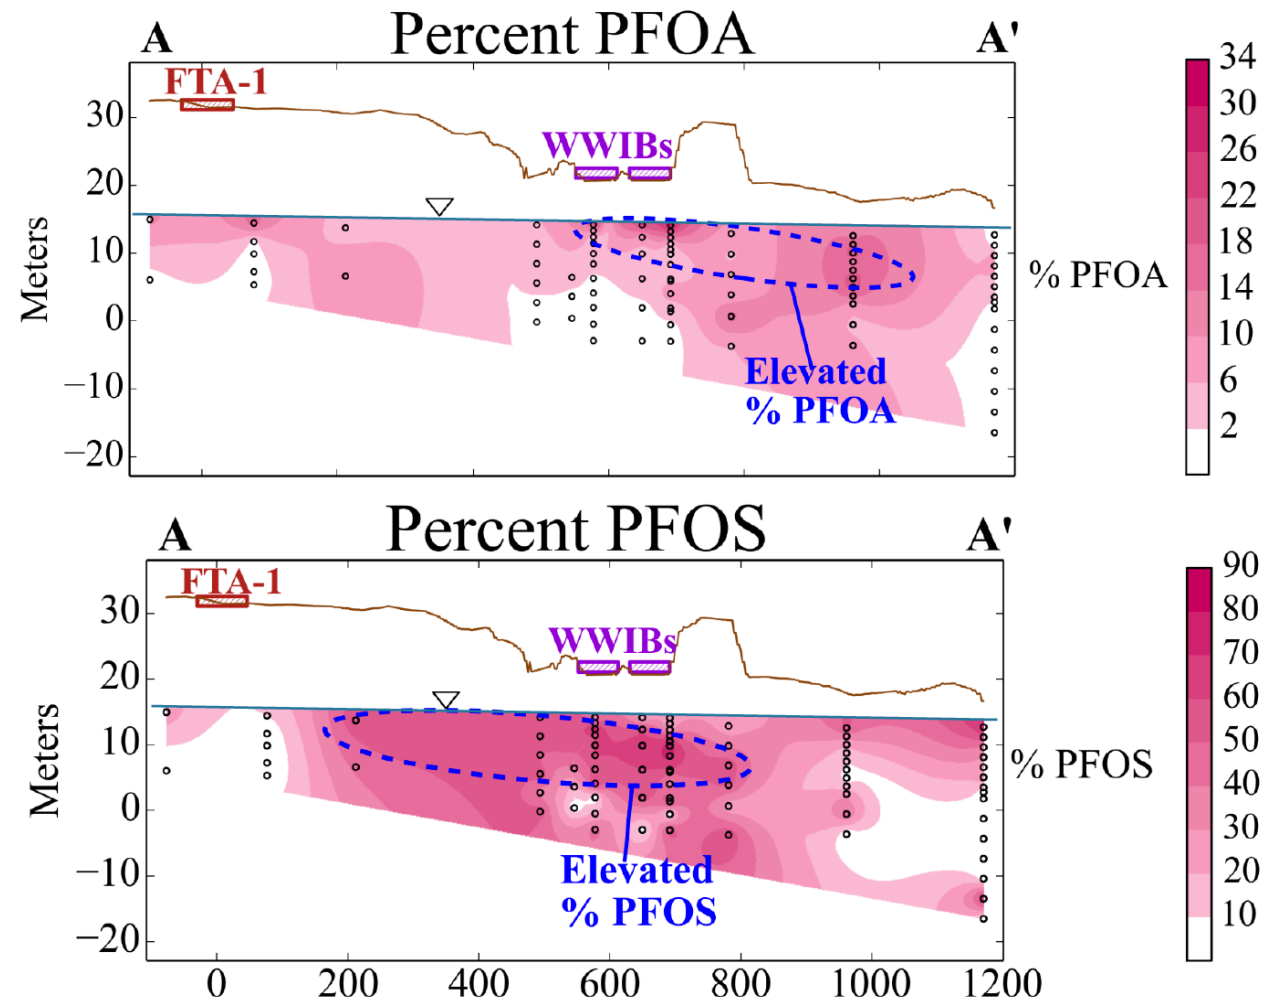 Percent PFOA
A A'
FTA-1
WWIBs
30
20
10
0
−10
−20
Meters
Elevated
% PFOA
34
30
26
22
18
14
10
6
2
% PFOA
Percent PFOS
A A'
FTA-1
WWIBs
30
20
10
0
−10
−20
Meters
Elevated
% PFOS
0 200 400 600 800 1000 1200
90
80
70
60
50
40
30
20
10
% PFOS